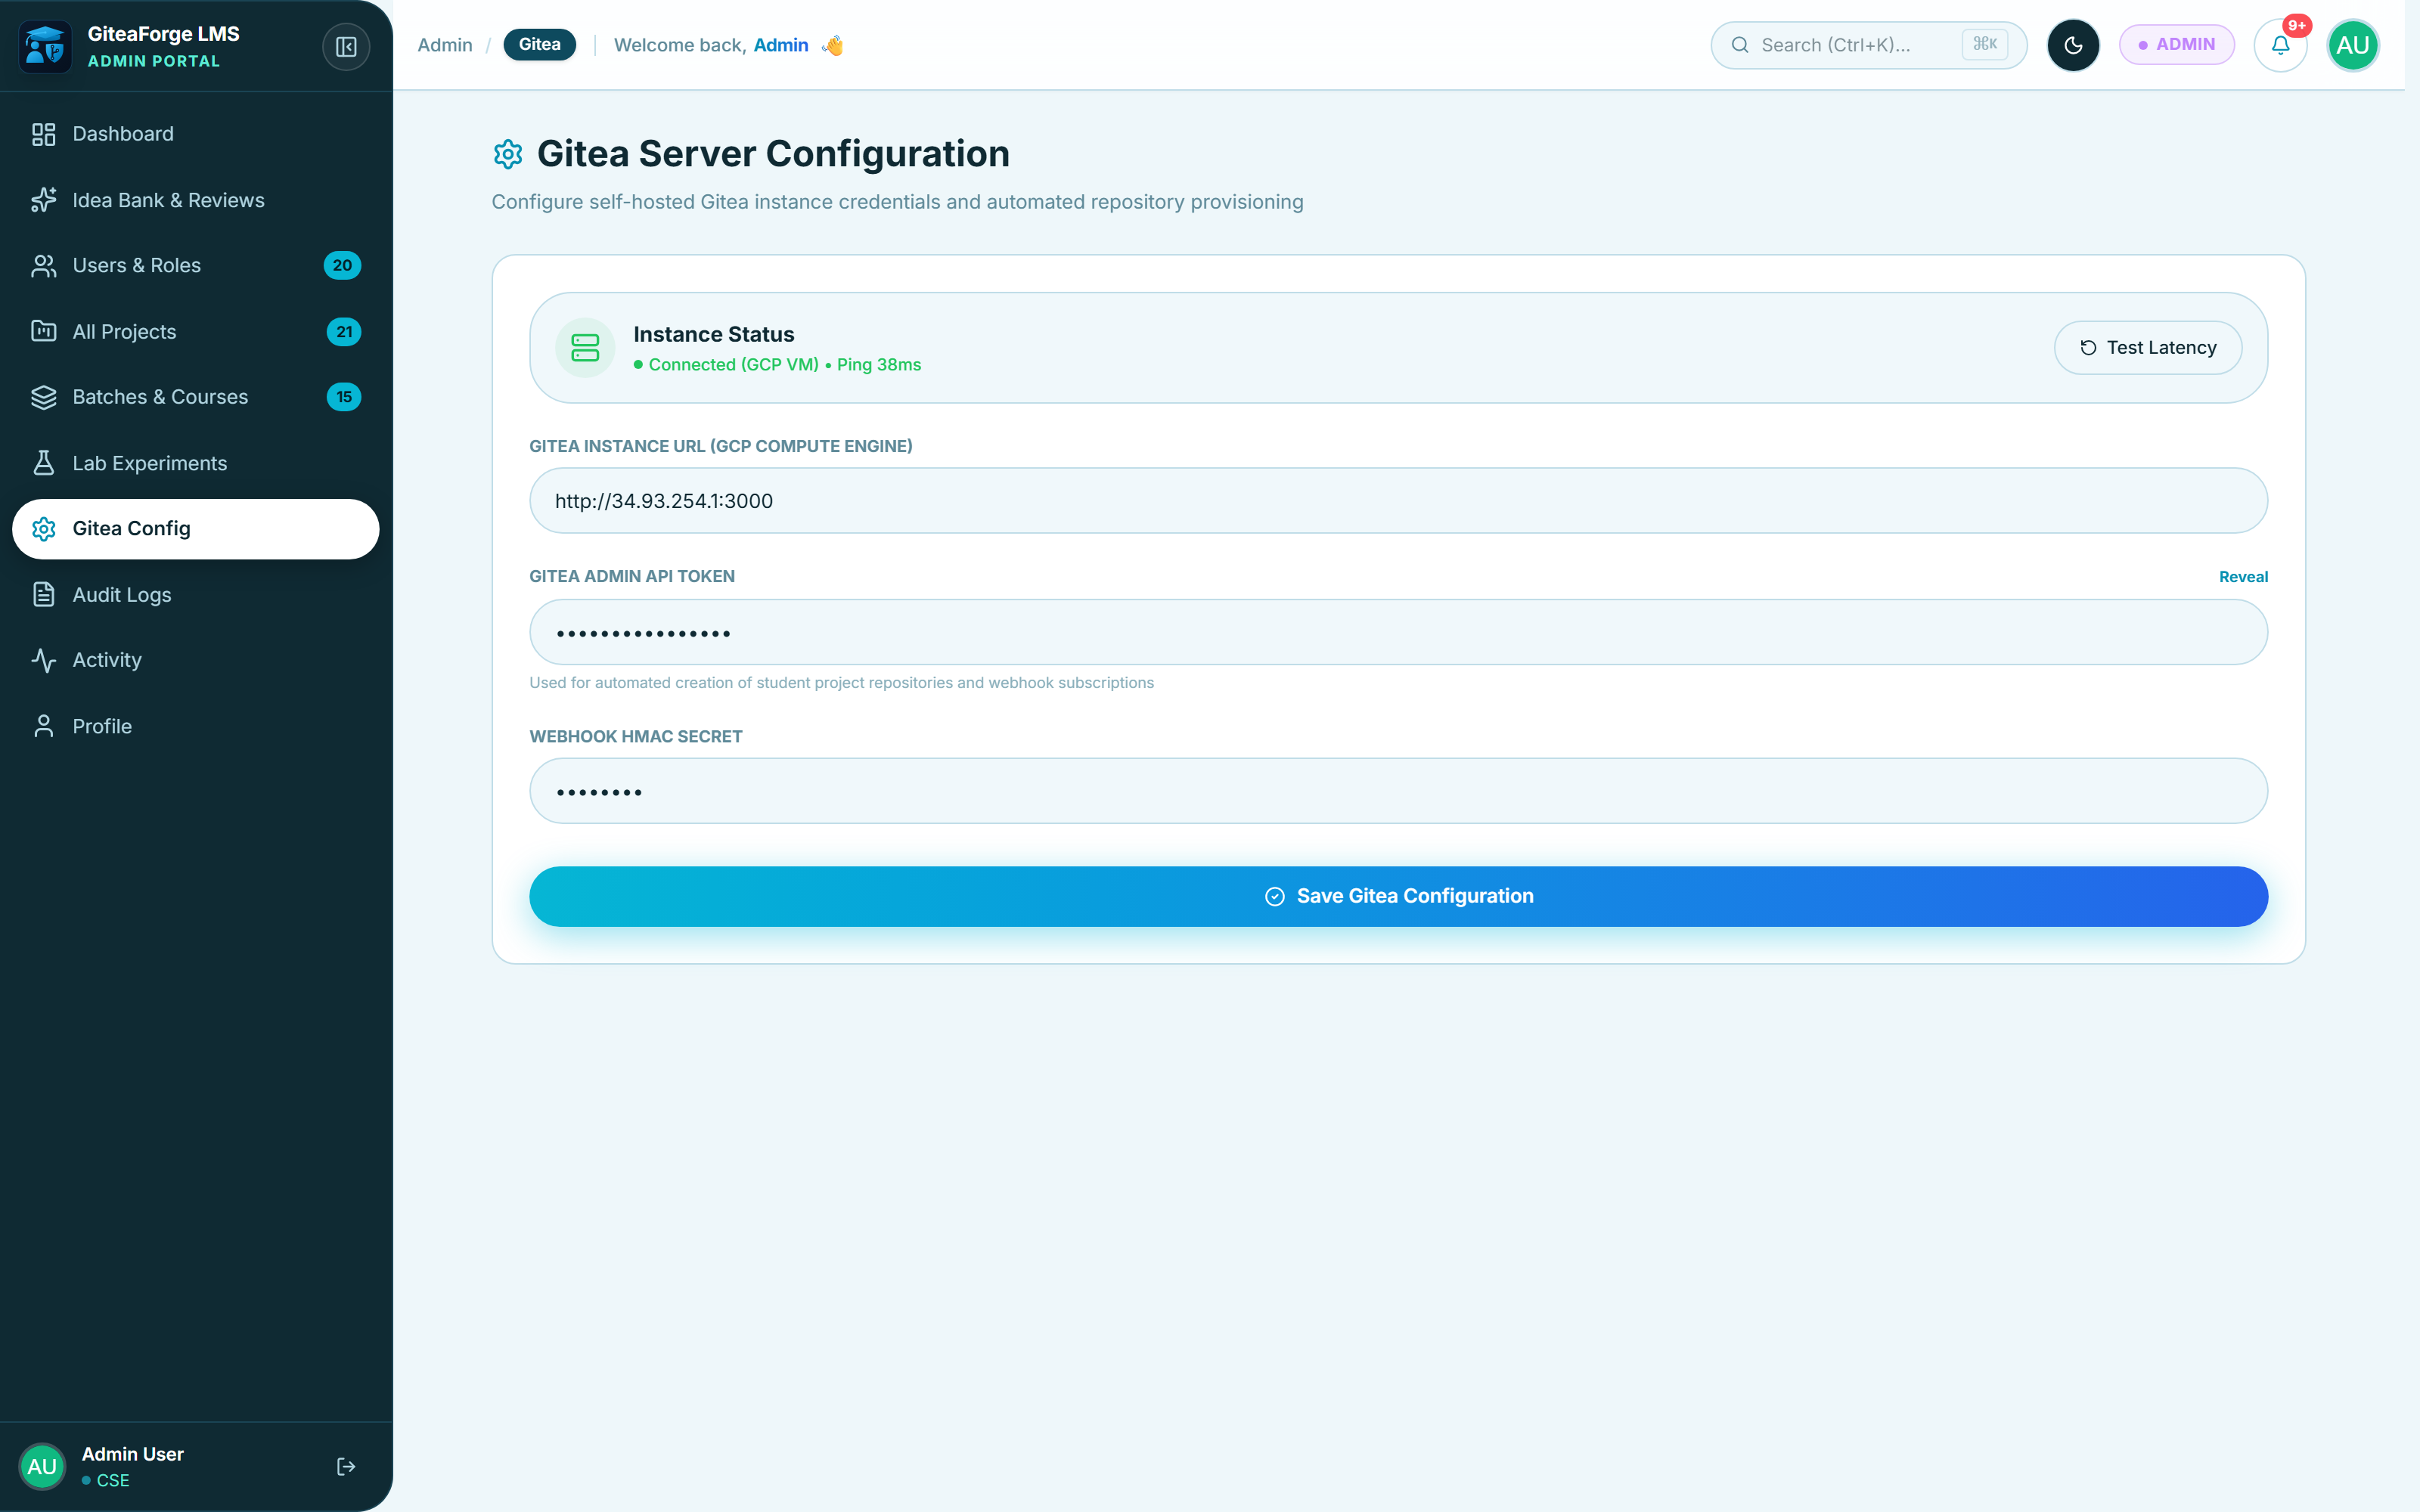 GiteaForge LMS
ADMIN PORTAL
Dashboard
Idea Bank & Reviews
Users & Roles 20
All Projects 21
Batches & Courses 15
Lab Experiments
Gitea Config
Audit Logs
Activity
Profile
AU Admin User
CSE
Admin / Gitea | Welcome back, Admin 👋
Search (Ctrl+K)... ⌘K
ADMIN
9+
AU
Gitea Server Configuration
Configure self-hosted Gitea instance credentials and automated repository provisioning
Instance Status
Connected (GCP VM) • Ping 38ms
Test Latency
GITEA INSTANCE URL (GCP COMPUTE ENGINE)
http://34.93.254.1:3000
GITEA ADMIN API TOKEN Reveal
••••••••••••••••
Used for automated creation of student project repositories and webhook subscriptions
WEBHOOK HMAC SECRET
••••••••
Save Gitea Configuration